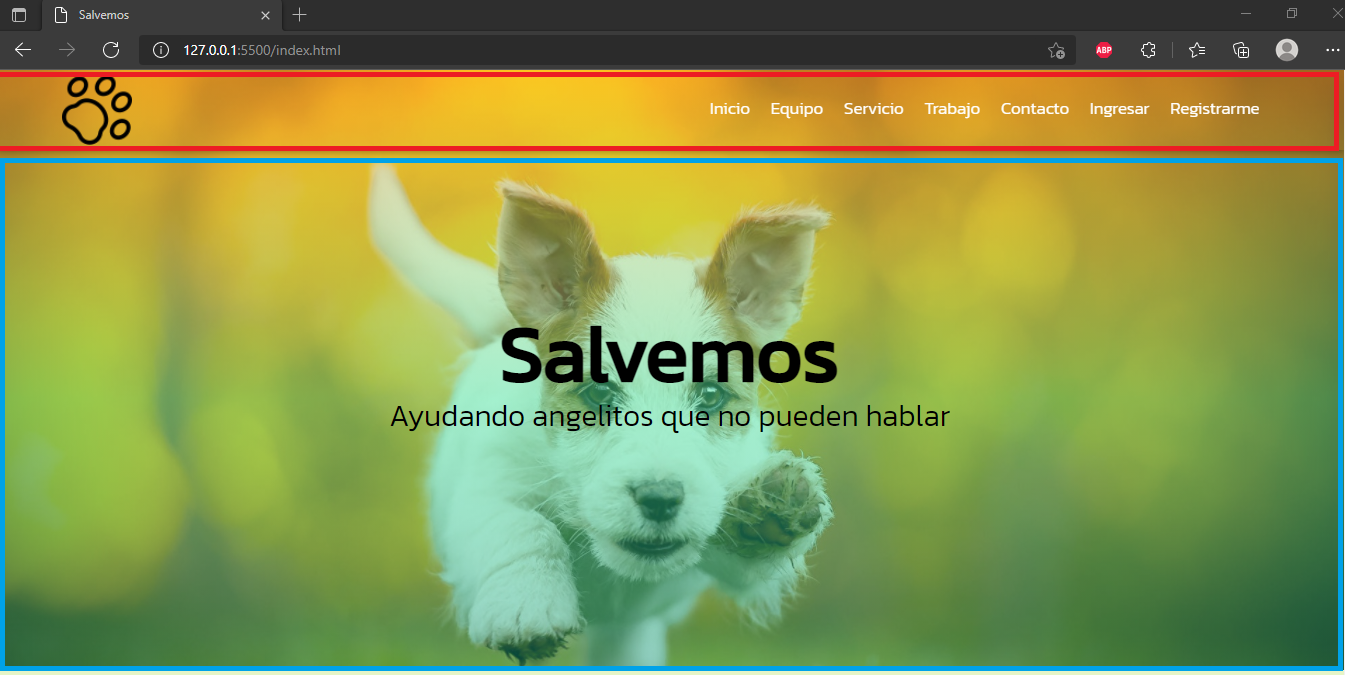 Salvemos
127.0.0.1:5500/index.html
ABP
Inicio Equipo Servicio Trabajo Contacto Ingresar Registrarme
Salvemos
Ayudando angelitos que no pueden hablar